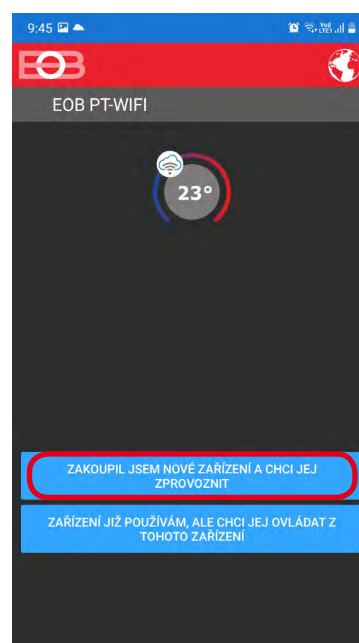 9:45
EOB
EOB PT-WIFI
23°
ZAKOUPIL JSEM NOVÉ ZAŘÍZENÍ A CHCI JEJ
ZPROVOZNIT
ZAŘÍZENÍ JIŽ POUŽÍVÁM, ALE CHCI JEJ OVLÁDAT Z
TOHOTO ZAŘÍZENÍ